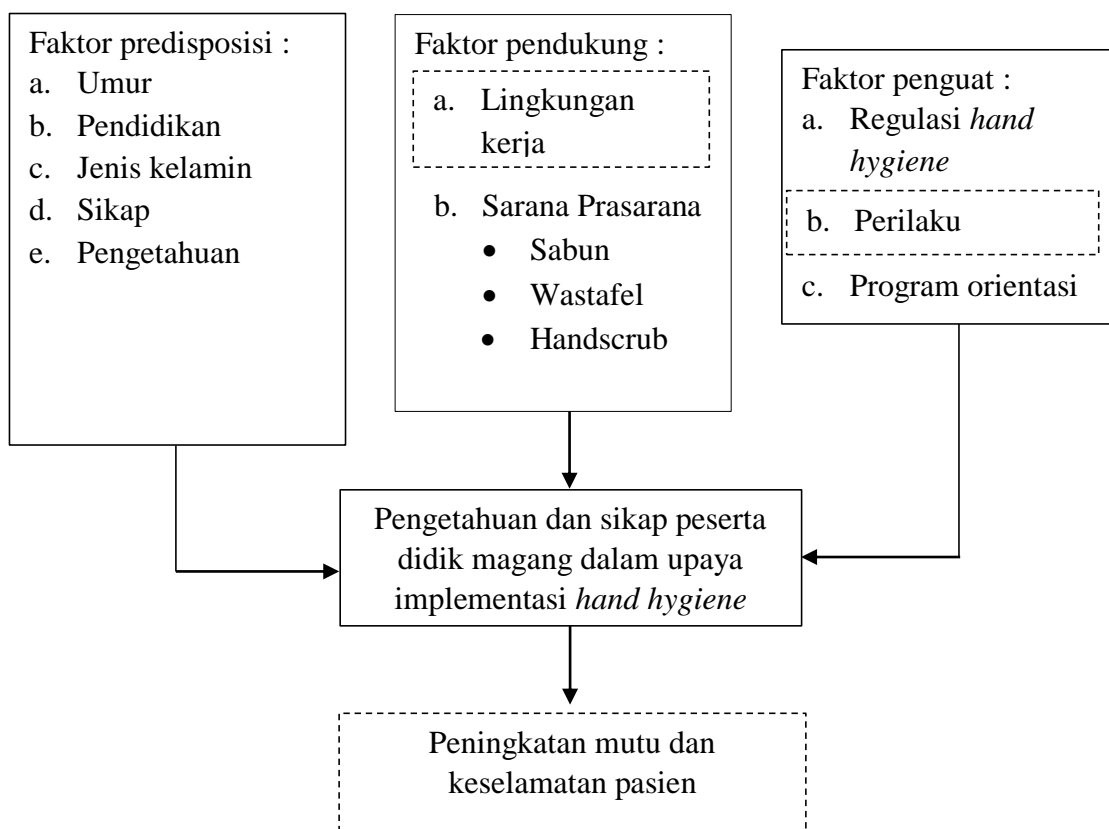 Faktor predisposisi :
a. Umur
b. Pendidikan
c. Jenis kelamin
d. Sikap
e. Pengetahuan
Faktor pendukung :
a. Lingkungan
kerja
b. Sarana Prasarana
• Sabun
• Wastafel
• Handscrub
Faktor penguat :
a. Regulasi hand
hygiene
b. Perilaku
c. Program orientasi
Pengetahuan dan sikap peserta
didik magang dalam upaya
implementasi hand hygiene
Peningkatan mutu dan
keselamatan pasien